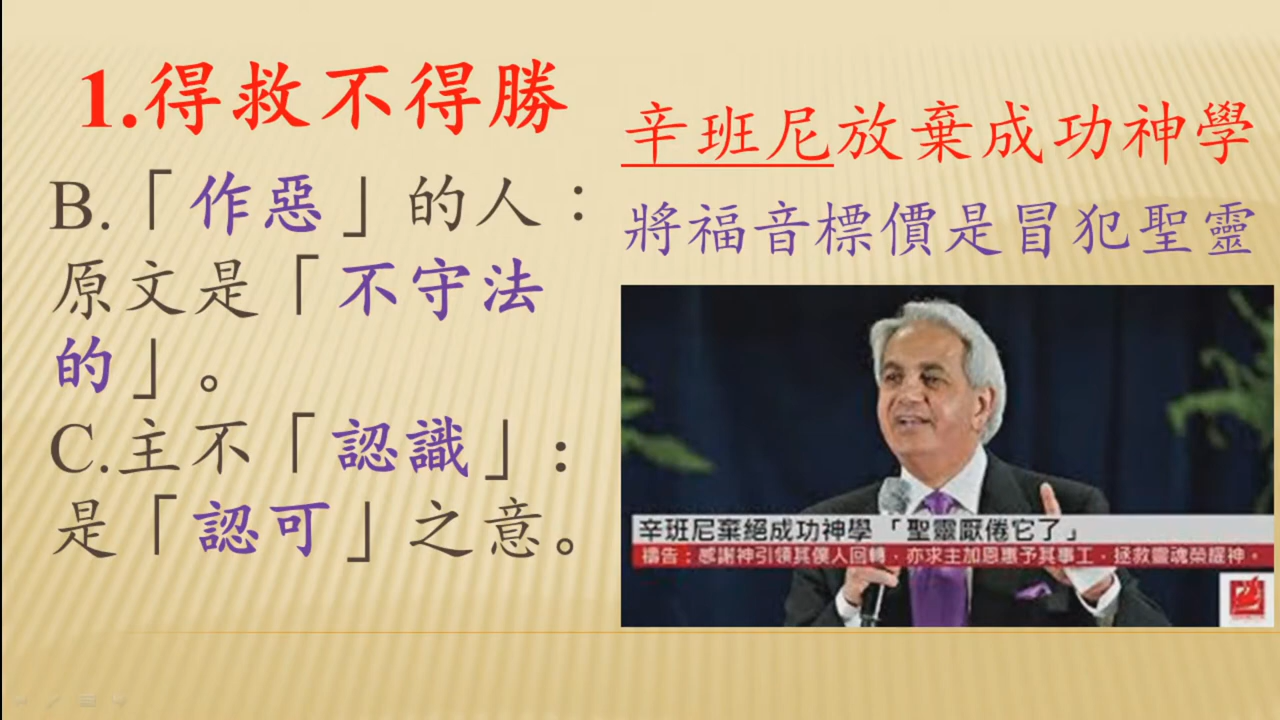 1.得救不得勝
B.「作惡」的人：
原文是「不守法
的」。
C.主不「認識」：
是「認可」之意。
辛班尼放棄成功神學
將福音標價是冒犯聖靈
辛班尼棄絕成功神學 「聖靈厭倦它了」
禱告：感謝神引領其僕人回轉，亦求主加恩惠予其事工，拯救靈魂榮耀神。